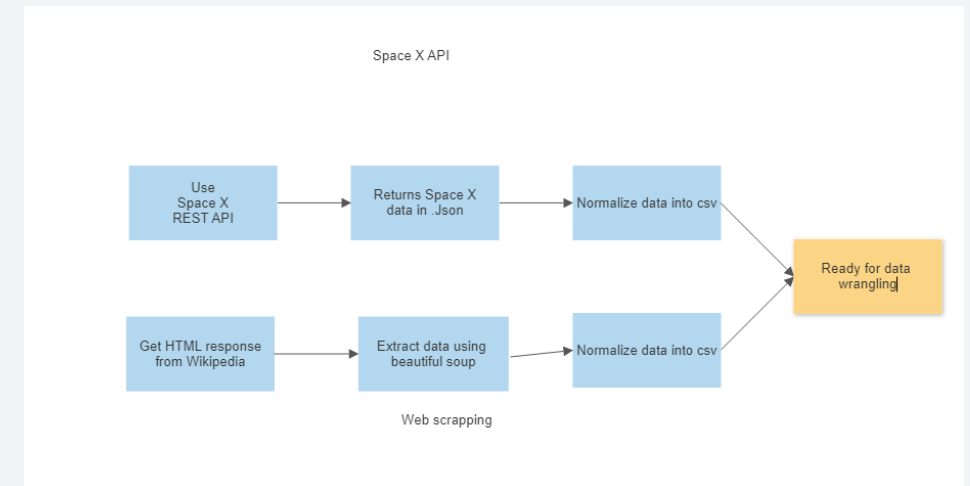 Space X API
Use
Space X
REST API
Returns Space X
data in .Json
Normalize data into csv
Ready for data
wrangling
Get HTML response
from Wikipedia
Extract data using
beautiful soup
Normalize data into csv
Web scrapping